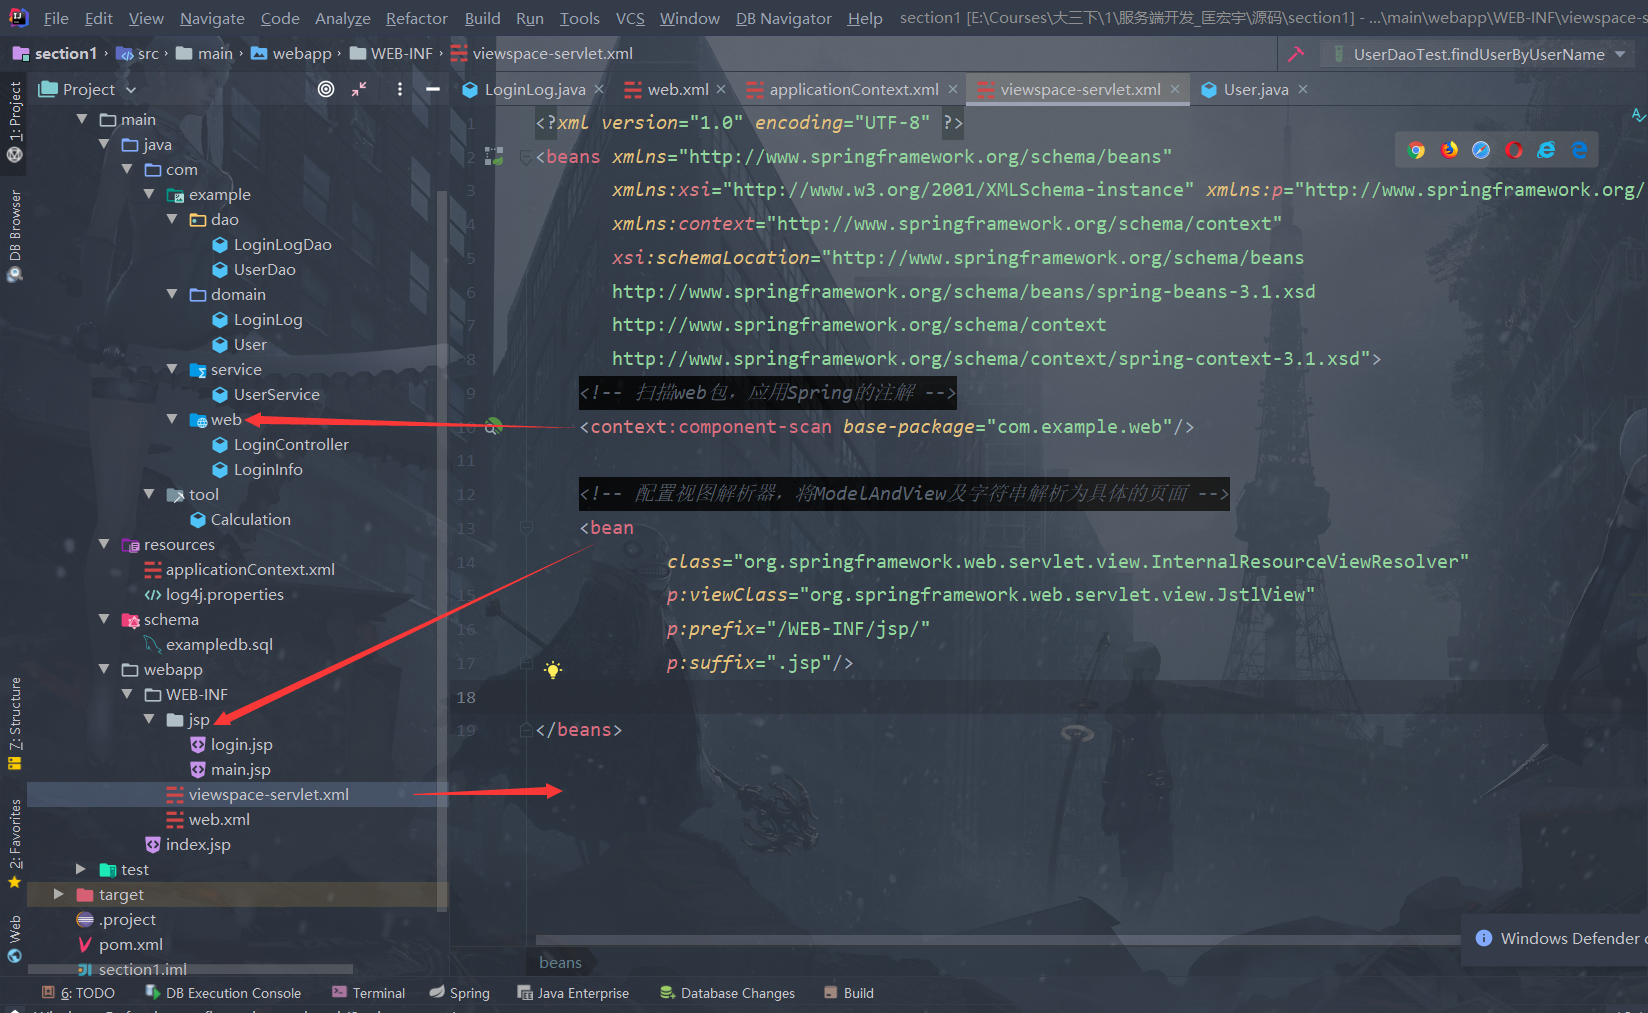 File Edit View Navigate Code Analyze Refactor Build Run Tools VCS Window DB Navigator Help section1 [E:\Courses\大三下\1\服务端开发_匡宏宇\源码\section1] - ...\main\webapp\WEB-INF\viewspace-s
section1 › src › main › webapp › WEB-INF › viewspace-servlet.xml
UserDaoTest.findUserByUserName
1: Project
DB Browser
7: Structure
2: Favorites
Web
Project
main
java
com
example
dao
LoginLogDao
UserDao
domain
LoginLog
User
service
UserService
web
LoginController
LoginInfo
tool
Calculation
resources
applicationContext.xml
log4j.properties
schema
exampledb.sql
webapp
WEB-INF
jsp
login.jsp
main.jsp
viewspace-servlet.xml
web.xml
index.jsp
test
target
.project
pom.xml
section1.iml
LoginLog.java × web.xml × applicationContext.xml × viewspace-servlet.xml × User.java ×
1 <?xml version="1.0" encoding="UTF-8" ?>
2 <beans xmlns="http://www.springframework.org/schema/beans"
3 xmlns:xsi="http://www.w3.org/2001/XMLSchema-instance" xmlns:p="http://www.springframework.org/
4 xmlns:context="http://www.springframework.org/schema/context"
5 xsi:schemaLocation="http://www.springframework.org/schema/beans
6 http://www.springframework.org/schema/beans/spring-beans-3.1.xsd
7 http://www.springframework.org/schema/context
8 http://www.springframework.org/schema/context/spring-context-3.1.xsd">
9 <!-- 扫描web包，应用Spring的注解 -->
10 <context:component-scan base-package="com.example.web"/>
11
12 <!-- 配置视图解析器，将ModelAndView及字符串解析为具体的页面 -->
13 <bean
14 class="org.springframework.web.servlet.view.InternalResourceViewResolver"
15 p:viewClass="org.springframework.web.servlet.view.JstlView"
16 p:prefix="/WEB-INF/jsp/"
17 p:suffix=".jsp"/>
18
19 </beans>
beans
Windows Defender
6: TODO DB Execution Console Terminal Spring Java Enterprise Database Changes Build